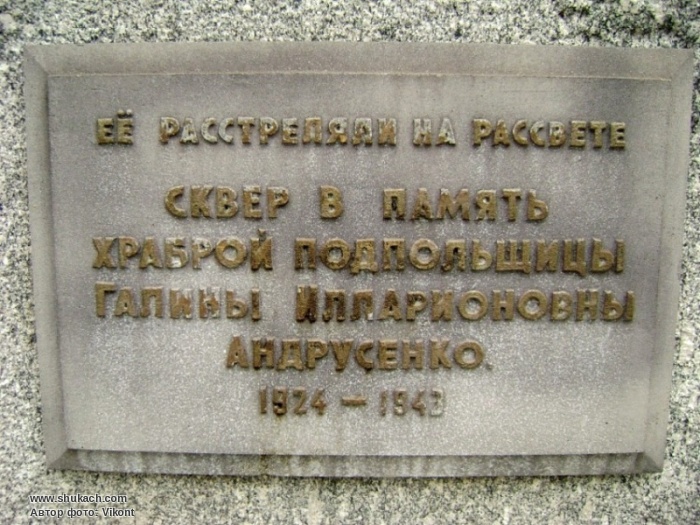 ЕЁ РАССТРЕЛЯЛИ НА РАССВЕТЕ
СКВЕР В ПАМЯТЬ
ХРАБРОЙ ПОДПОЛЬЩИЦЫ
ГАЛИНЫ ИЛЛАРИОНОВНЫ
АНДРУСЕНКО.
1924 — 1943
www.shukach.com
Автор фото: Vikont